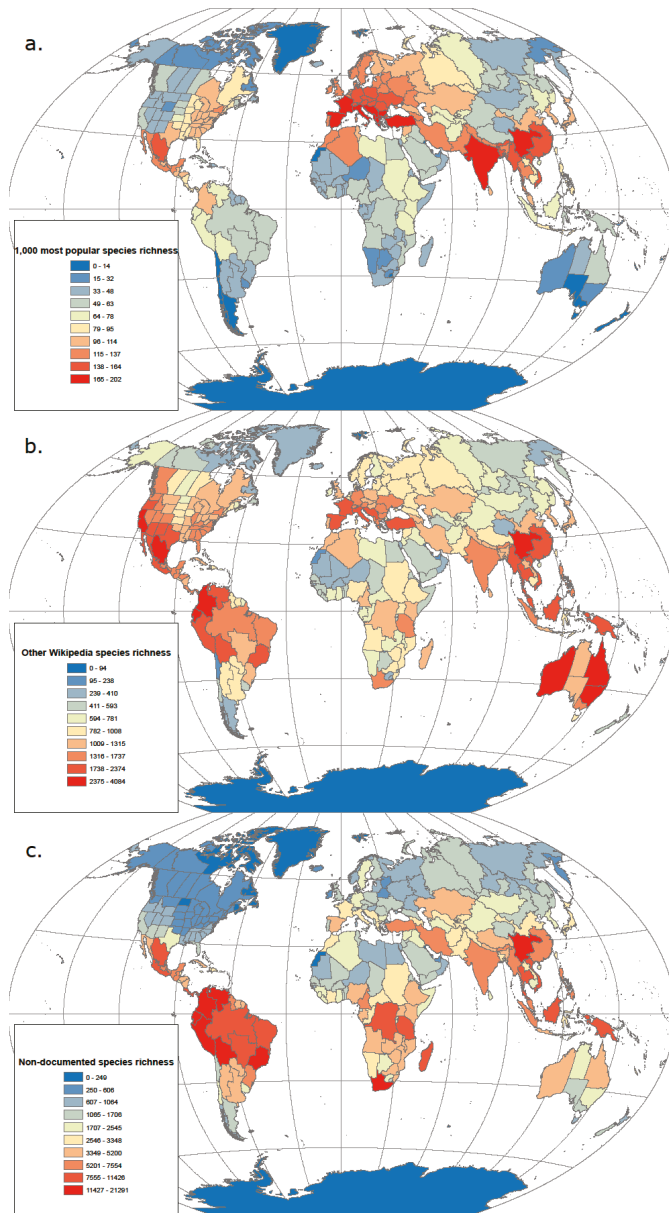 a.
1,000 most popular species richness
0 - 14
15 - 32
33 - 48
49 - 63
64 - 78
79 - 95
96 - 114
115 - 137
138 - 164
165 - 202
b.
Other Wikipedia species richness
0 - 94
95 - 238
239 - 410
411 - 593
594 - 781
782 - 1008
1009 - 1315
1316 - 1737
1738 - 2374
2375 - 4084
c.
Non-documented species richness
0 - 249
250 - 606
607 - 1064
1065 - 1706
1707 - 2545
2546 - 3348
3349 - 5200
5201 - 7554
7555 - 11426
11427 - 21291